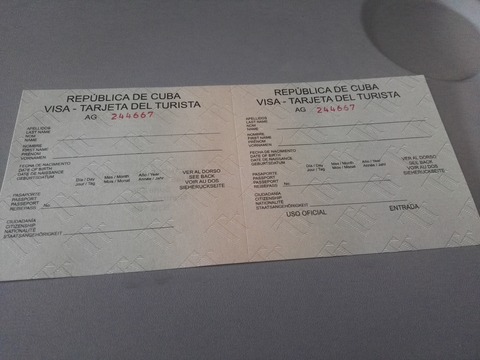 REPÚBLICA DE CUBA
VISA - TARJETA DEL TURISTA
AG 244667
APELLIDOS
LAST NAME
NOM
NAME
NOMBRE
FIRST NAME
PRÉNOM
VORNAMEN
FECHA DE NACIMIENTO
DATE OF BIRTH
DATE DE NAISSANCE
GEBURTSDATUM
Día / Day Mes / Month Año / Year
Jour / Tag Mois / Monat Année / Jahr
VER AL DORSO
SEE BACK
VOIR AU DOS
SIEHERÜCKSEITE
PASAPORTE
PASSPORT
PASSEPORT
REISEPASS
No.
CIUDADANIA
CITIZENSHIP
NATIONALITÉ
STAATSANGEHÖRIGKEIT
REPÚBLICA DE CUBA
VISA - TARJETA DEL TURISTA
AG 244667
APELLIDOS
LAST NAME
NOM
NAME
NOMBRE
FIRST NAME
PRÉNOM
VORNAMEN
FECHA DE NACIMIENTO
DATE OF BIRTH
DATE DE NAISSANCE
GEBURTSDATUM
Día / Day Mes / Month Año / Year
Jour / Tag Mois / Monat Année / Jahr
VER AL DORSO
SEE BACK
VOIR AU DOS
SIEHERÜCKSEITE
PASAPORTE
PASSPORT
PASSEPORT
REISEPASS
No.
CIUDADANIA
CITIZENSHIP
NATIONALITÉ
STAATSANGEHÖRIGKEIT
USO OFICIAL ENTRADA